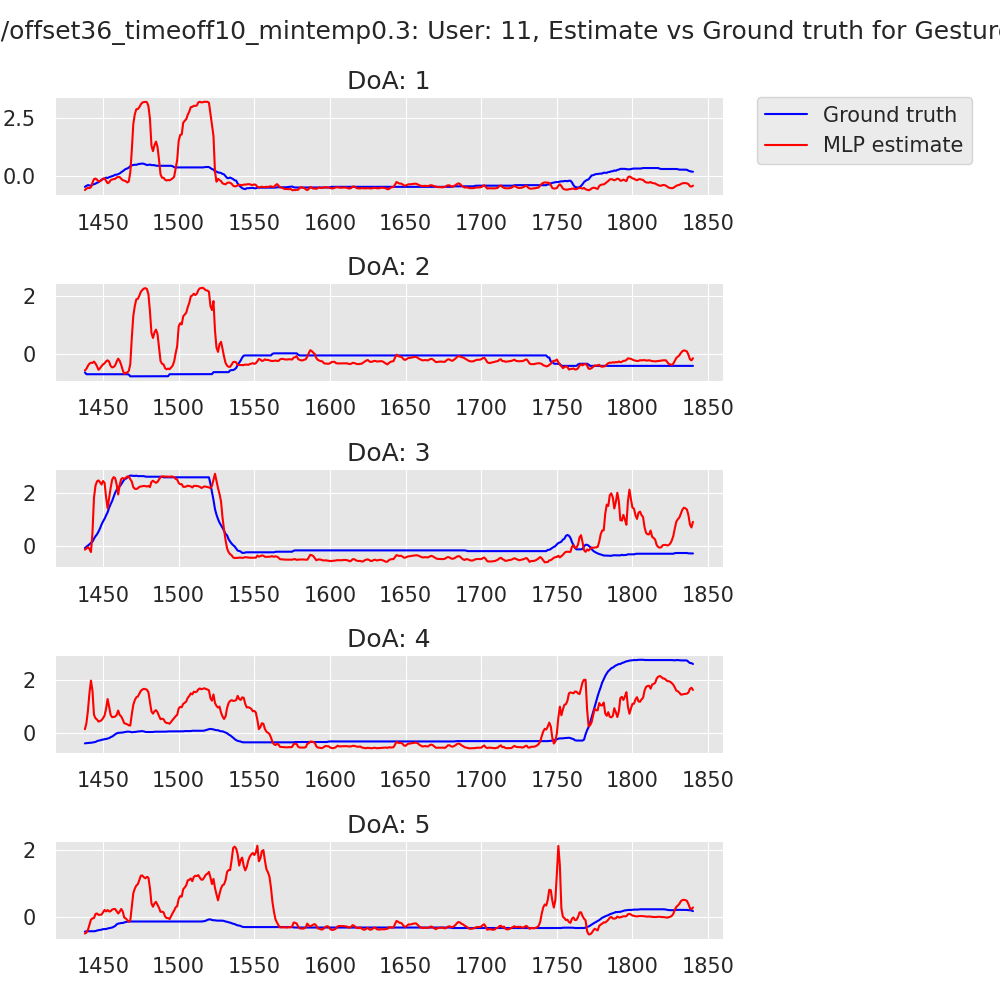 /offset36_timeoff10_mintemp0.3: User: 11, Estimate vs Ground truth for Gesture
DoA: 1
Ground truth
MLP estimate
2.5
0.0
1450 1500 1550 1600 1650 1700 1750 1800 1850
DoA: 2
2
0
1450 1500 1550 1600 1650 1700 1750 1800 1850
DoA: 3
2
0
1450 1500 1550 1600 1650 1700 1750 1800 1850
DoA: 4
2
0
1450 1500 1550 1600 1650 1700 1750 1800 1850
DoA: 5
2
0
1450 1500 1550 1600 1650 1700 1750 1800 1850